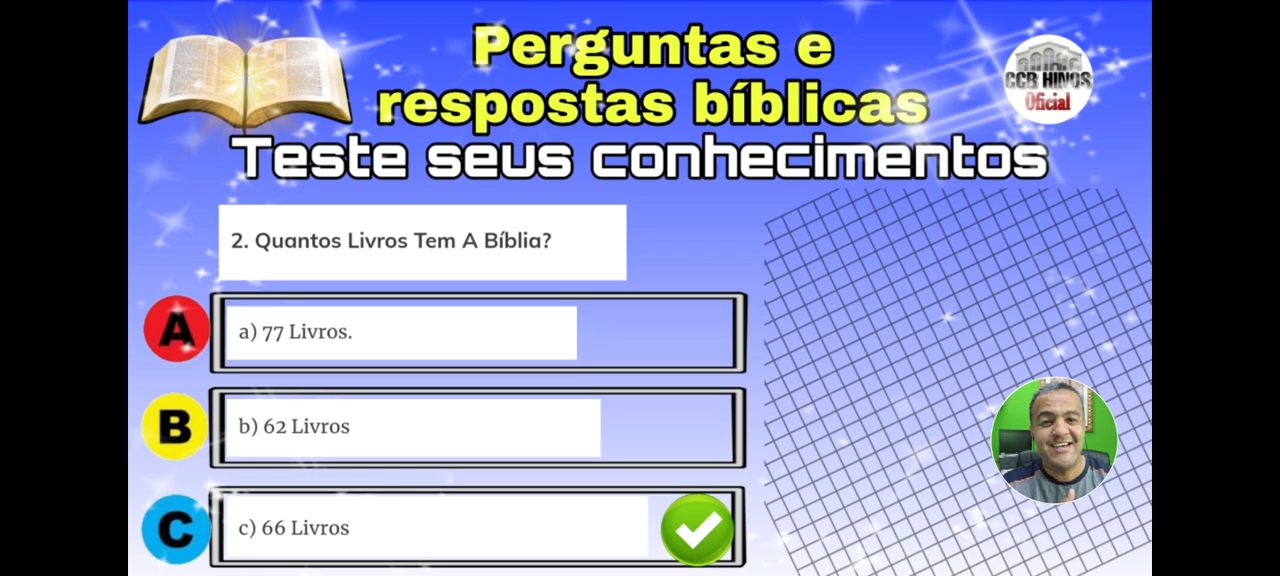 Perguntas e
respostas bíblicas
CCB HINOS
Oficial
Teste seus conhecimentos
2. Quantos Livros Tem A Bíblia?
A
a) 77 Livros.
B
b) 62 Livros
C
c) 66 Livros